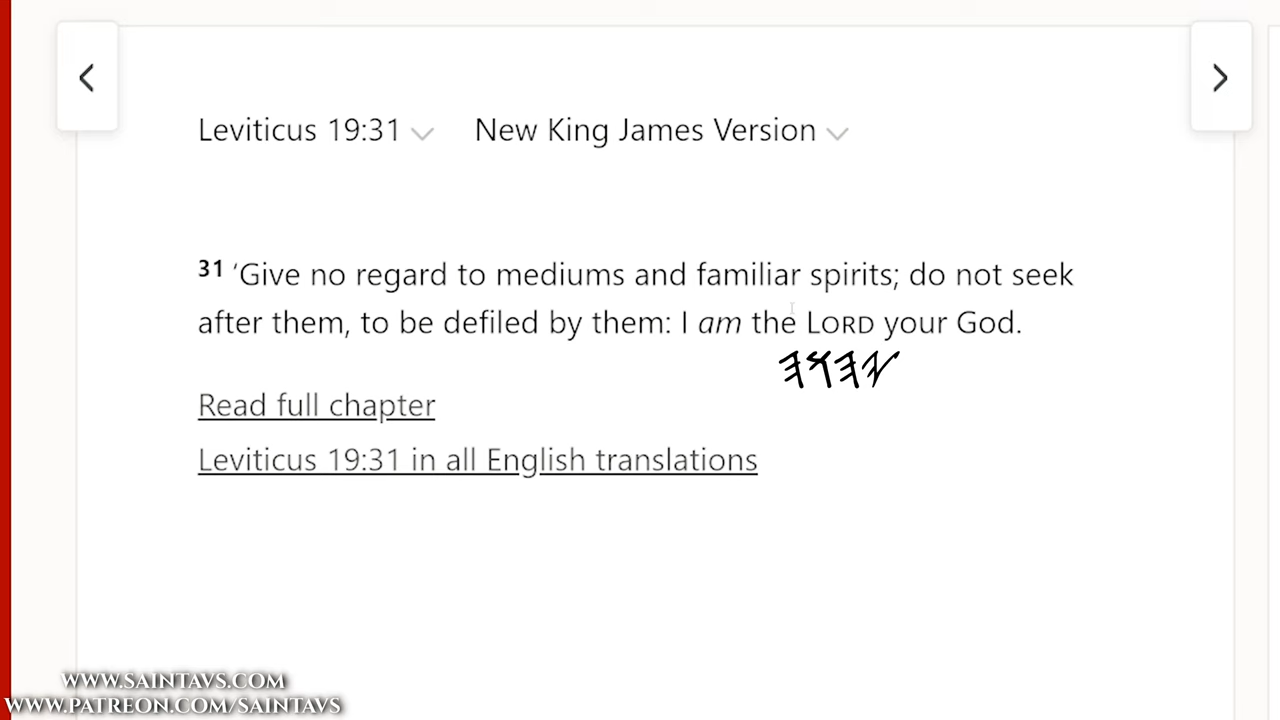 Leviticus 19:31 New King James Version
31 ‘Give no regard to mediums and familiar spirits; do not seek
after them, to be defiled by them: I am the LORD your God.
𐤉𐤄𐤅𐤄
Read full chapter
Leviticus 19:31 in all English translations
WWW.SAINTAVS.COM
WWW.PATREON.COM/SAINTAVS